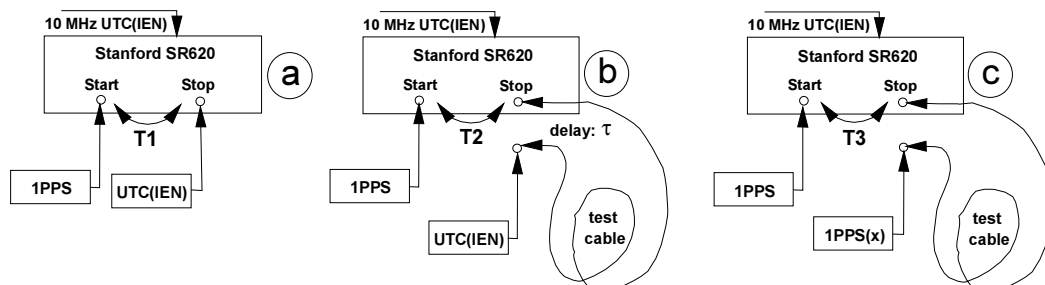 10 MHz UTC(IEN)
Stanford SR620
Start
Stop
T1
1PPS
UTC(IEN)
a
10 MHz UTC(IEN)
Stanford SR620
Start
Stop
T2
delay: τ
1PPS
UTC(IEN)
test
cable
b
10 MHz UTC(IEN)
Stanford SR620
Start
Stop
T3
1PPS
1PPS(x)
test
cable
c